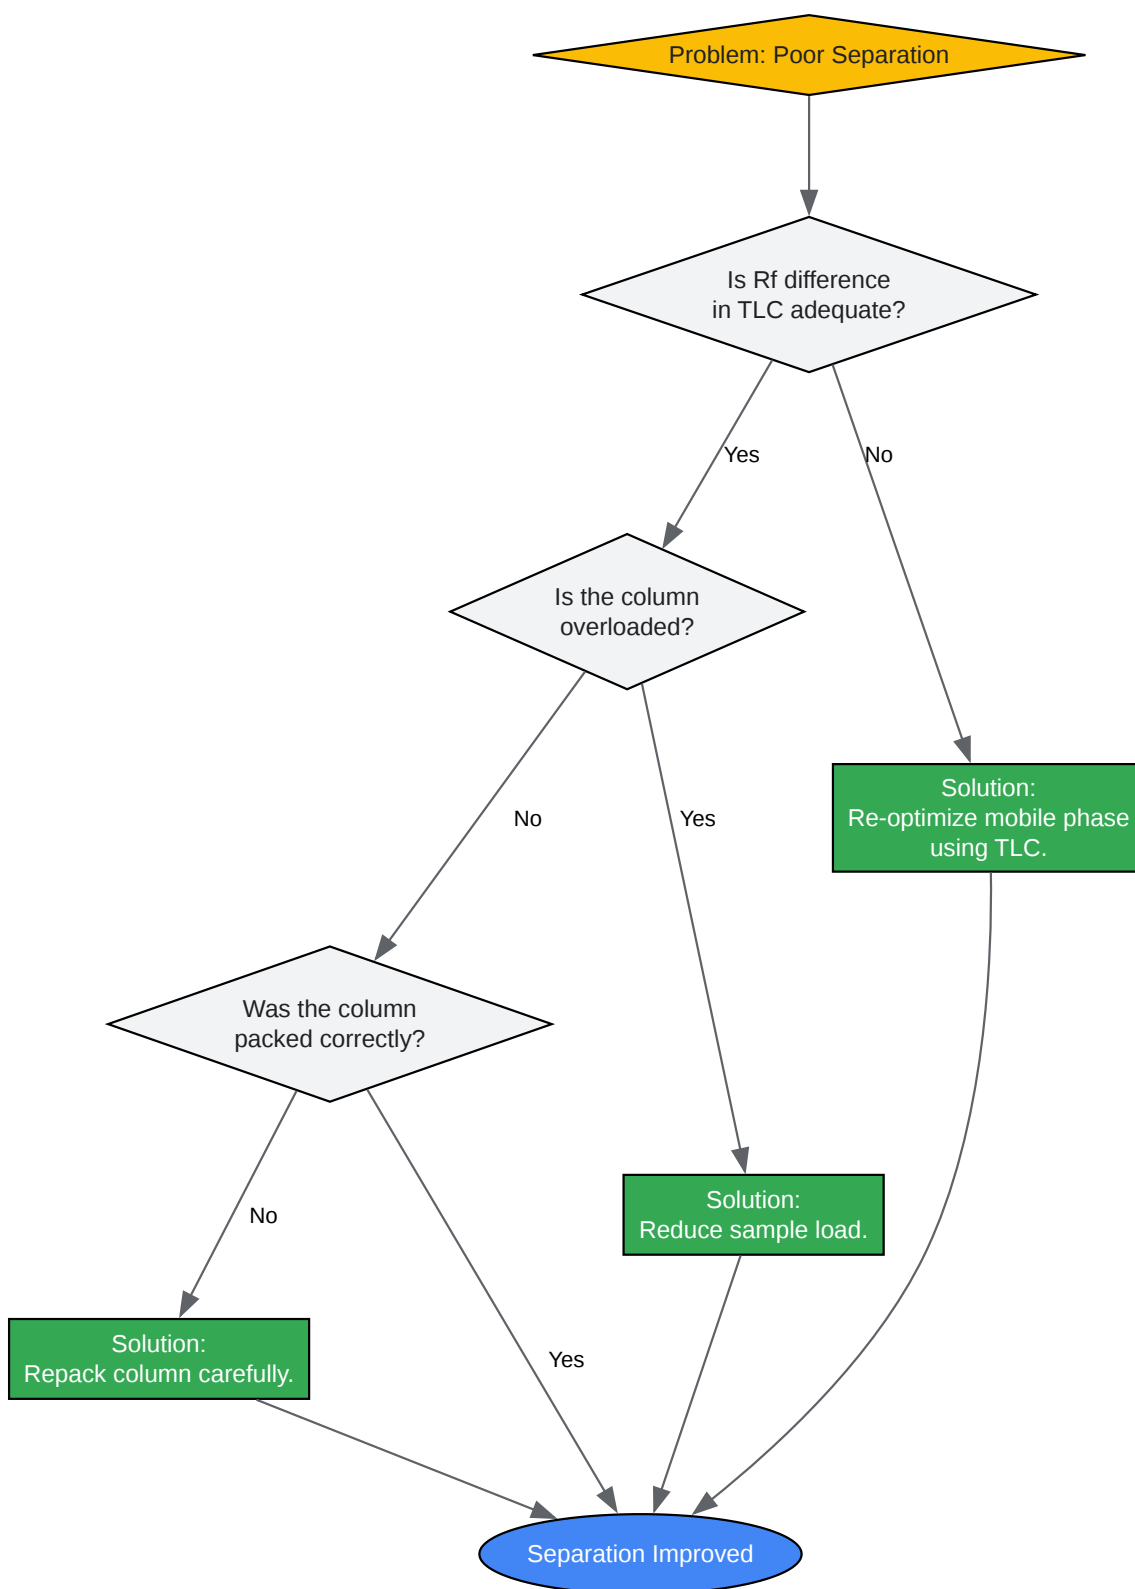 Problem: Poor Separation
Is Rf difference
in TLC adequate?
Yes
No
Is the column
overloaded?
No
Yes
Solution:
Re-optimize mobile phase
using TLC.
Was the column
packed correctly?
No
Yes
Solution:
Reduce sample load.
Solution:
Repack column carefully.
Separation Improved